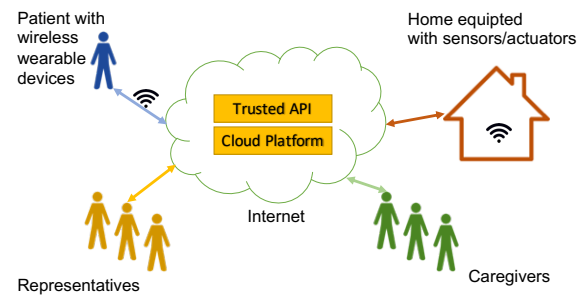 Patient with
wireless
wearable
devices
Home equipted
with sensors/actuators
Trusted API
Cloud Platform
Internet
Representatives
Caregivers